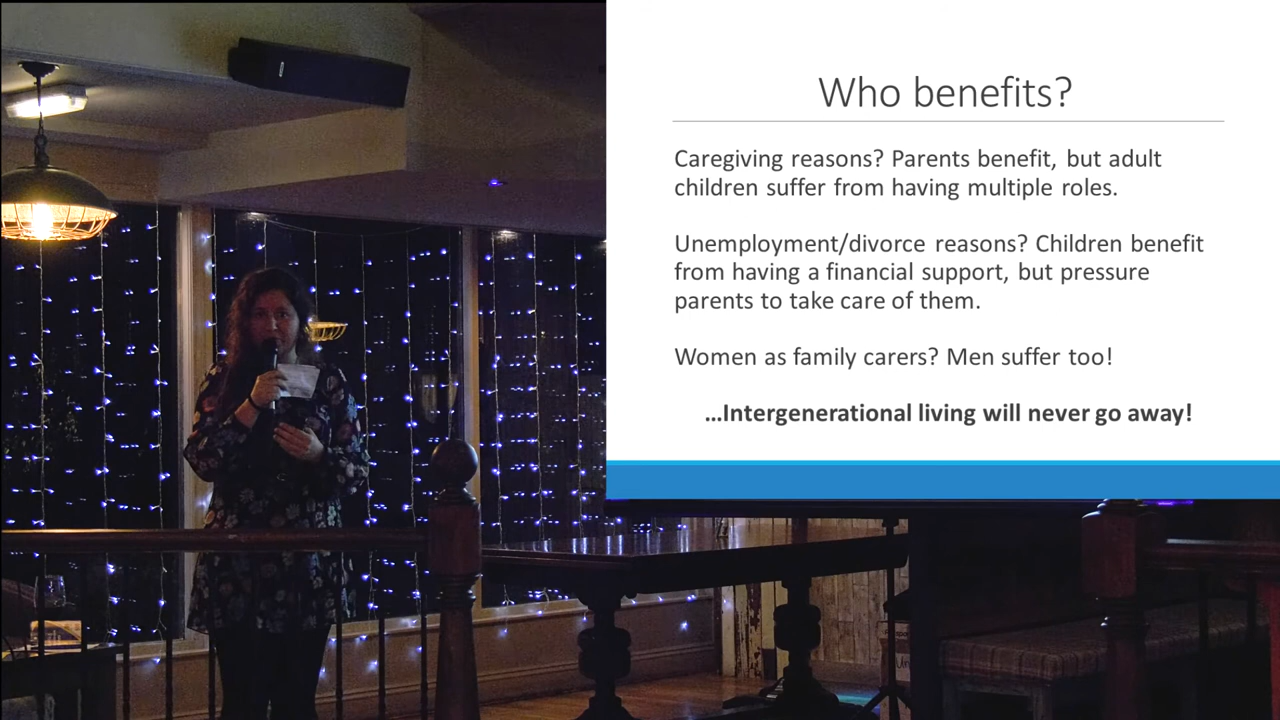 Who benefits?
Caregiving reasons? Parents benefit, but adult
children suffer from having multiple roles.
Unemployment/divorce reasons? Children benefit
from having a financial support, but pressure
parents to take care of them.
Women as family carers? Men suffer too!
...Intergenerational living will never go away!